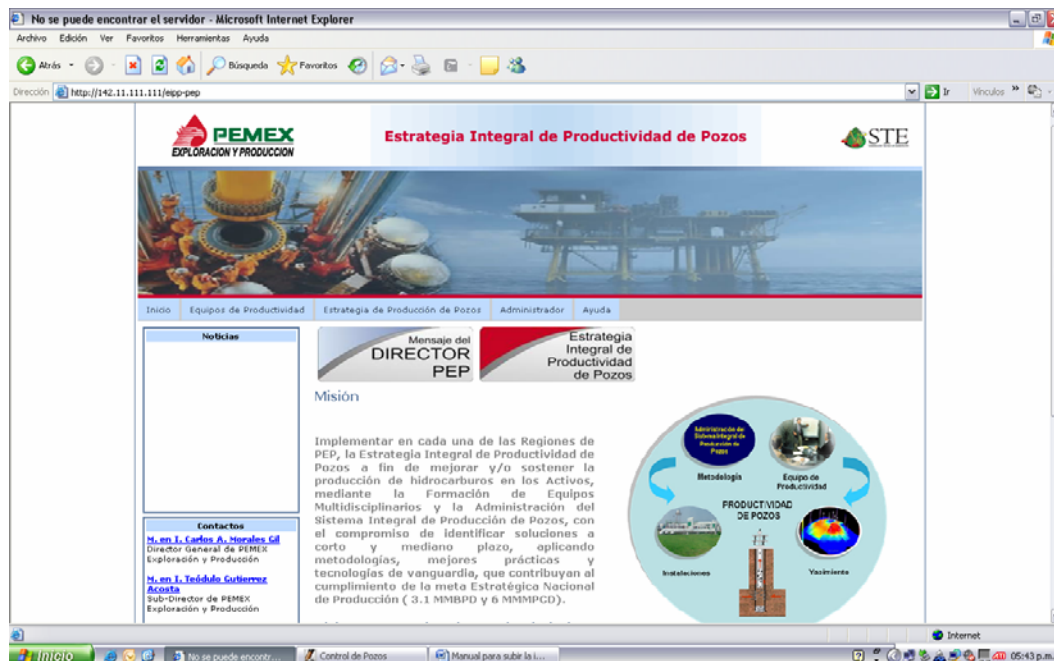 No se puede encontrar el servidor - Microsoft Internet Explorer
Archivo Edición Ver Favoritos Herramientas Ayuda
Atrás Búsqueda Favoritos
Dirección http://142.11.111.111/eipp-pep Ir Vínculos
PEMEX
EXPLORACION Y PRODUCCION
Estrategia Integral de Productividad de Pozos
STE
Inicio Equipos de Productividad Estrategia de Producción de Pozos Administrador Ayuda
Noticias
Mensaje del
DIRECTOR
PEP
Estrategia
Integral de
Productividad
de Pozos
Misión
Implementar en cada una de las Regiones de
PEP, la Estrategia Integral de Productividad de
Pozos a fin de mejorar y/o sostener la
producción de hidrocarburos en los Activos,
mediante la Formación de Equipos
Multidisciplinarios y la Administración del
Sistema Integral de Producción de Pozos, con
el compromiso de identificar soluciones a
corto y mediano plazo, aplicando
metodologías, mejores prácticas y
tecnologías de vanguardia, que contribuyan al
cumplimiento de la meta Estratégica Nacional
de Producción ( 3.1 MMBPD y 6 MMMPCD).
Administración del
Sistema Integral de
Producción de
Pozos
Metodología
Equipo de
Productividad
PRODUCTIVIDAD
DE POZOS
Instalaciones
Yacimiento
Contactos
M. en I. Carlos A. Morales Gil
Director General de PEMEX
Exploración y Producción
M. en I. Teódulo Gutierrez
Acosta
Sub-Director de PEMEX
Exploración y Producción
Internet
Inicio No se puede encontr... Control de Pozos Manual para subir la i... 05:43 p.m.